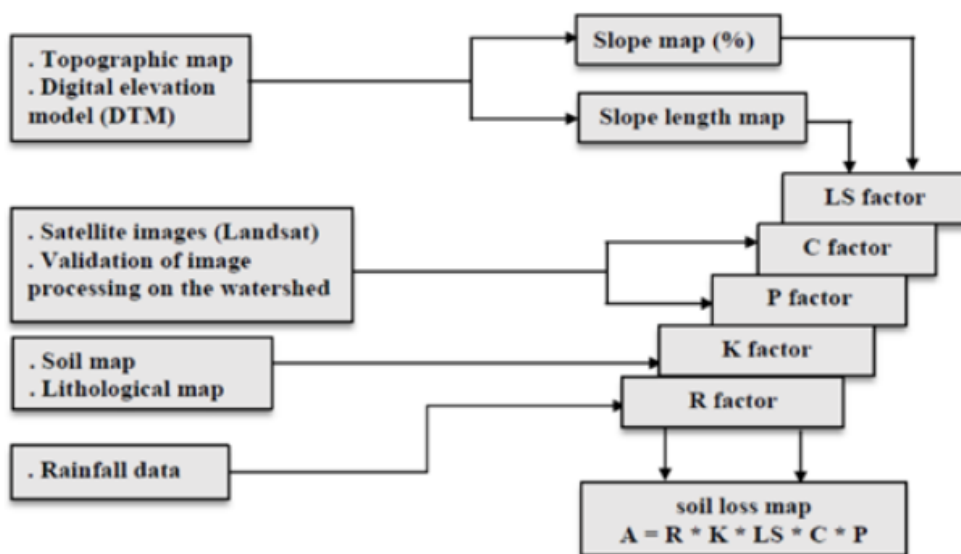 . Topographic map
. Digital elevation
model (DTM)
Slope map (%)
Slope length map
LS factor
. Satellite images (Landsat)
. Validation of image
processing on the watershed
C factor
P factor
. Soil map
. Lithological map
K factor
R factor
. Rainfall data
soil loss map
A = R * K * LS * C * P